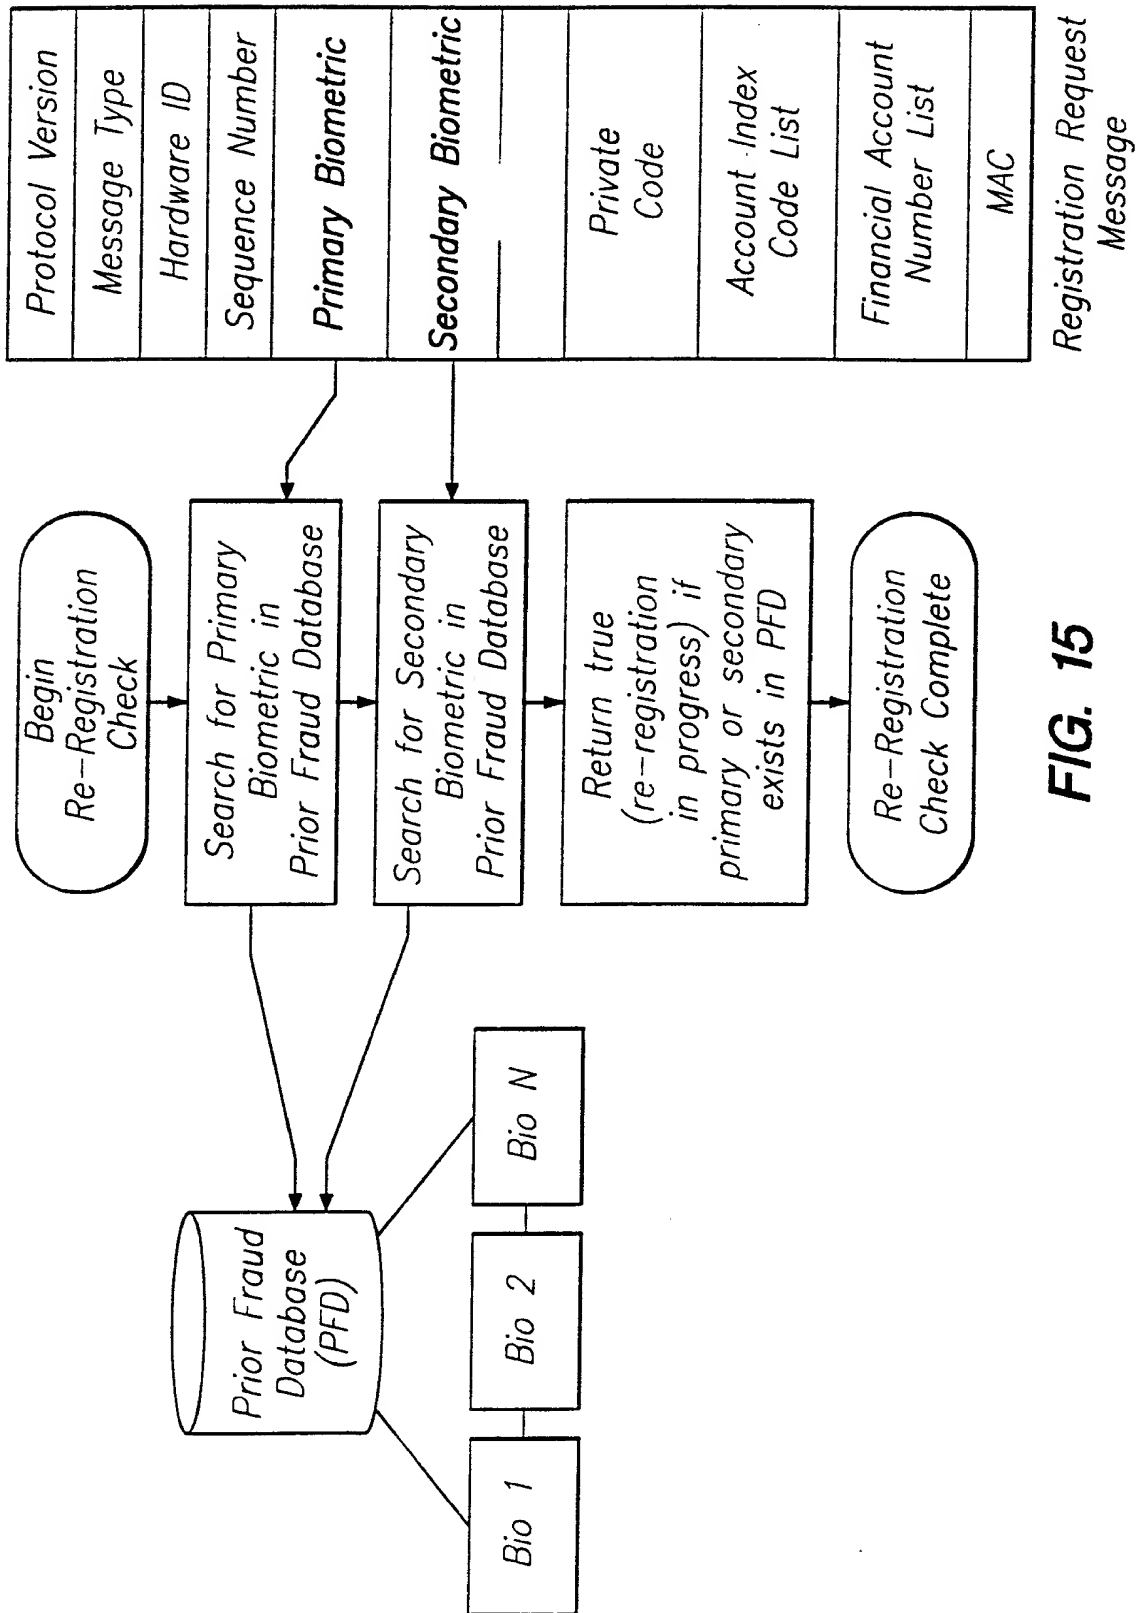 Prior Fraud
Database
(PFD)
Bio 1
Bio 2
Bio N
Begin
Re-Registration
Check
Search for Primary
Biometric in
Prior Fraud Database
Search for Secondary
Biometric in
Prior Fraud Database
Return true
(re-registration
in progress) if
primary or secondary
exists in PFD
Re-Registration
Check Complete
Protocol Version
Message Type
Hardware ID
Sequence Number
Primary Biometric
Secondary Biometric
Private
Code
Account Index
Code List
Financial Account
Number List
MAC
Registration Request
Message
FIG. 15